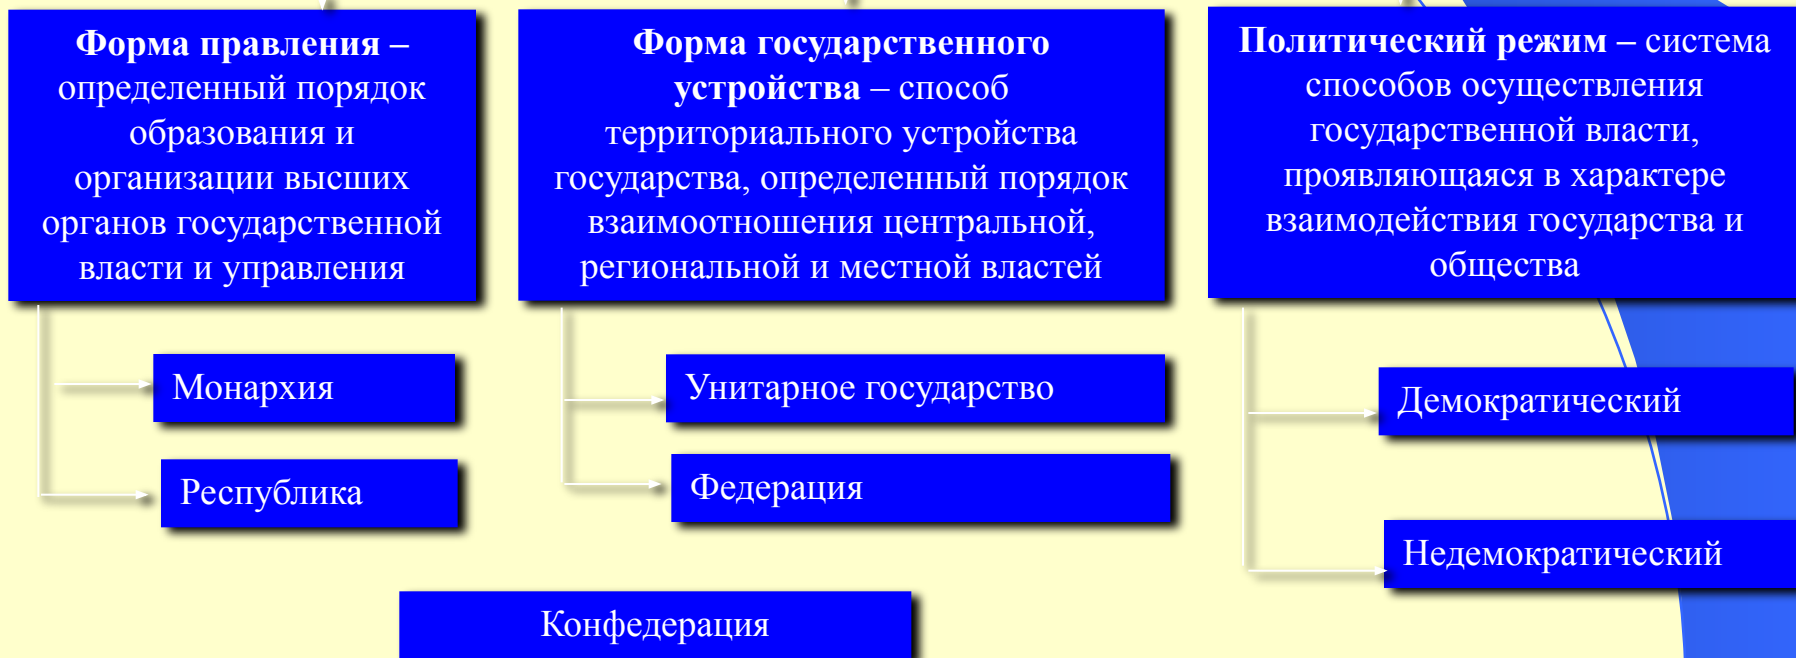 Форма правления –
определенный порядок
образования и
организации высших
органов государственной
власти и управления
Монархия
Республика
Форма государственного
устройства – способ
территориального устройства
государства, определенный порядок
взаимоотношения центральной,
региональной и местной властей
Унитарное государство
Федерация
Конфедерация
Политический режим – система
способов осуществления
государственной власти,
проявляющаяся в характере
взаимодействия государства и
общества
Демократический
Недемократический